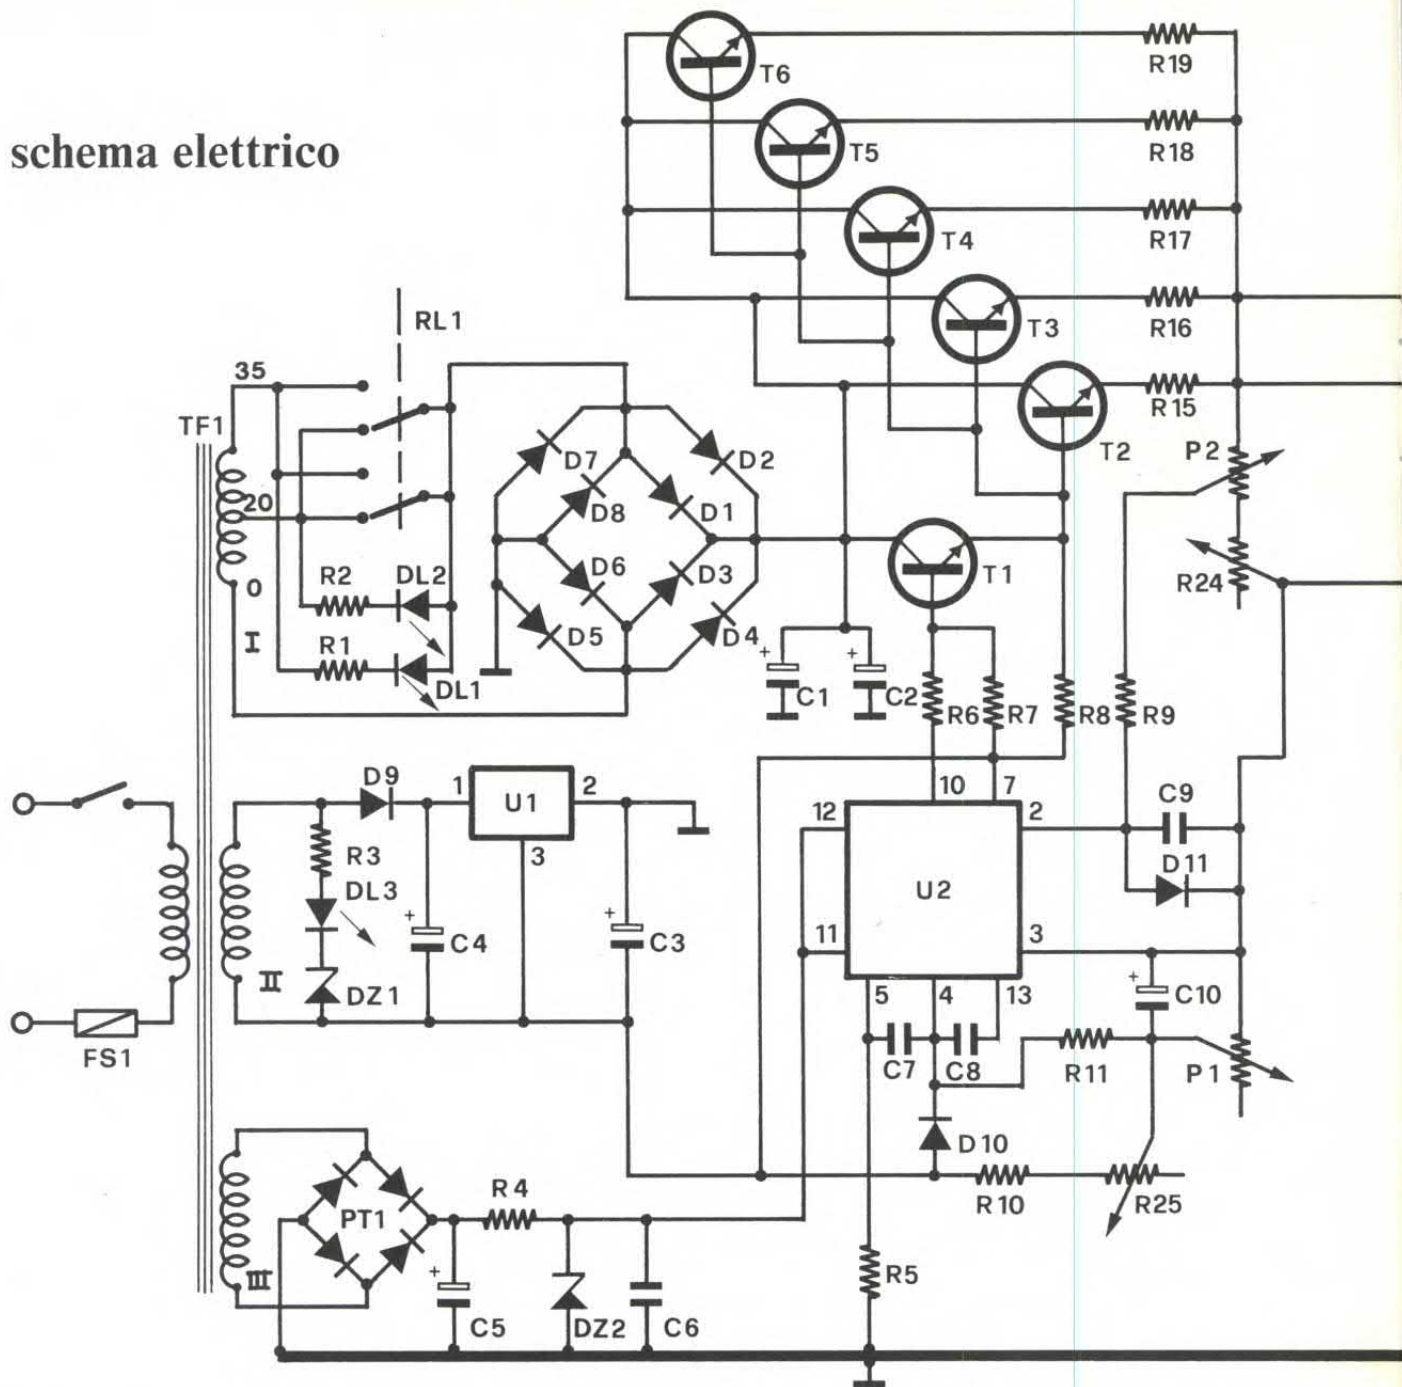 schema elettrico
T6
R19
T5
R18
T4
R17
T3
R16
T2
R15
RL1
35
TF1
20
0
I
R2
DL2
R1
DL1
D7
D2
D8
D1
D6
D3
D5
D4
P2
R24
T1
+
C1
+
C2
R6
R7
R8
R9
D9
1
U1
2
3
R3
DL3
+
C4
+
C3
II
DZ1
FS1
10
7
12
2
C9
D11
U2
11
3
+
C10
5
4
13
C7
C8
R11
P1
D10
R10
R25
PT1
R4
III
+
C5
DZ2
C6
R5